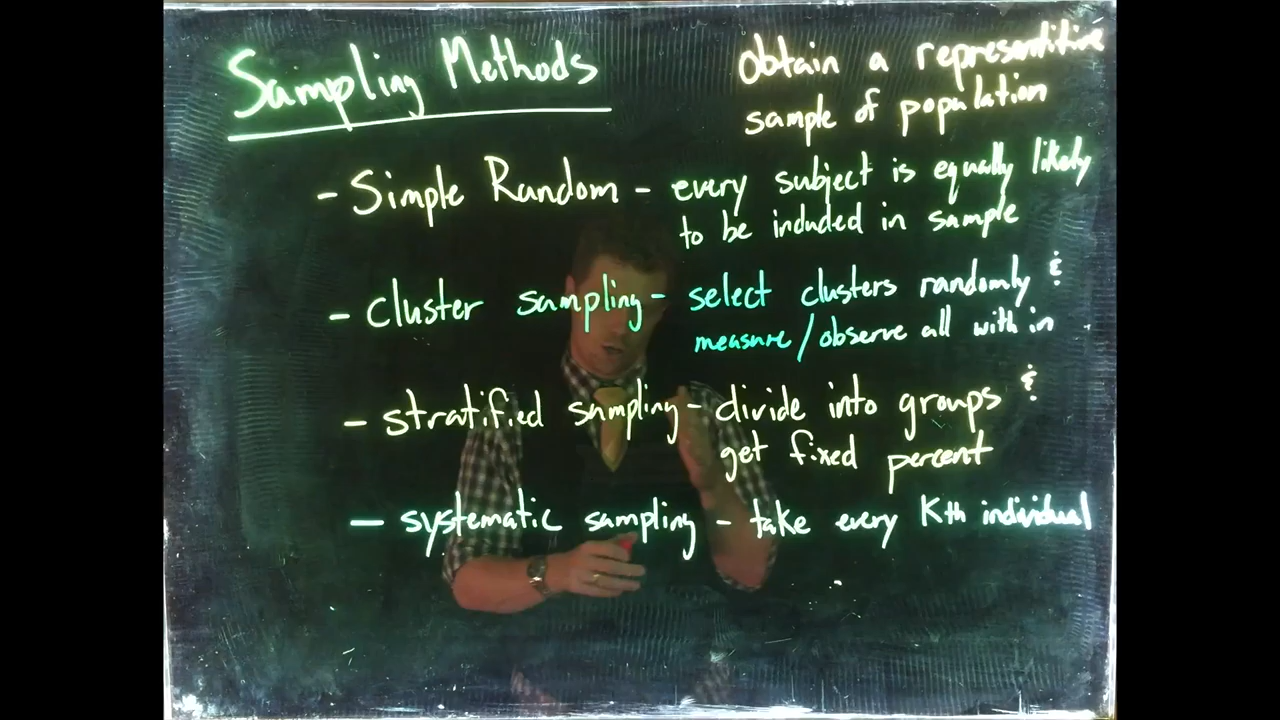 Sampling Methods
Obtain a representitive
sample of population
- Simple Random - every subject is equally likely
to be included in sample
- cluster sampling - select clusters randomly &
measure/observe all with in
- stratified sampling - divide into groups &
get fixed percent
- systematic sampling - take every Kth individual